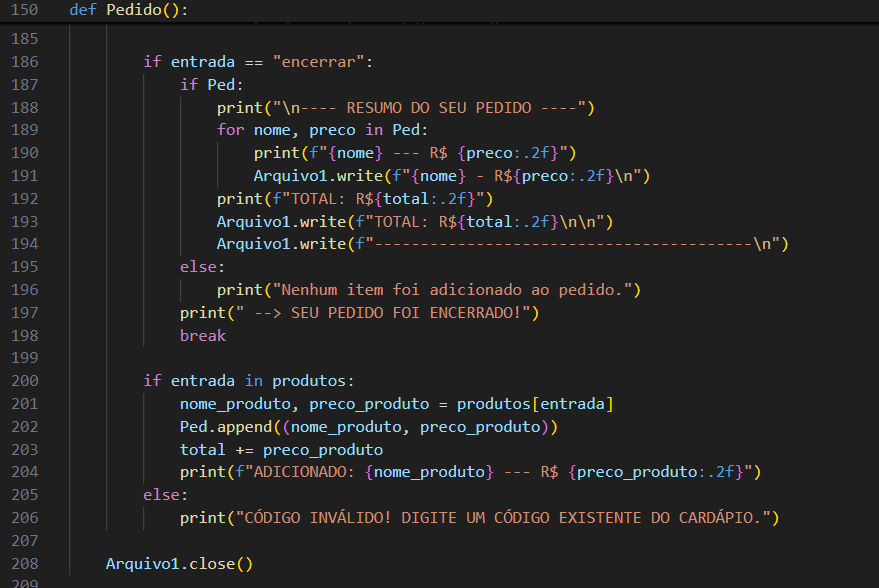 150 def Pedido():
185
186 if entrada == "encerrar":
187 if Ped:
188 print("\n---- RESUMO DO SEU PEDIDO ----")
189 for nome, preco in Ped:
190 print(f"{nome} --- R$ {preco:.2f}")
191 Arquivo1.write(f"{nome} - R${preco:.2f}\n")
192 print(f"TOTAL: R${total:.2f}")
193 Arquivo1.write(f"TOTAL: R${total:.2f}\n\n")
194 Arquivo1.write(f"-----------------------------------------\n")
195 else:
196 print("Nenhum item foi adicionado ao pedido.")
197 print(" --> SEU PEDIDO FOI ENCERRADO!")
198 break
199
200 if entrada in produtos:
201 nome_produto, preco_produto = produtos[entrada]
202 Ped.append((nome_produto, preco_produto))
203 total += preco_produto
204 print(f"ADICIONADO: {nome_produto} --- R$ {preco_produto:.2f}")
205 else:
206 print("CÓDIGO INVÁLIDO! DIGITE UM CÓDIGO EXISTENTE DO CARDÁPIO.")
207
208 Arquivo1.close()
209